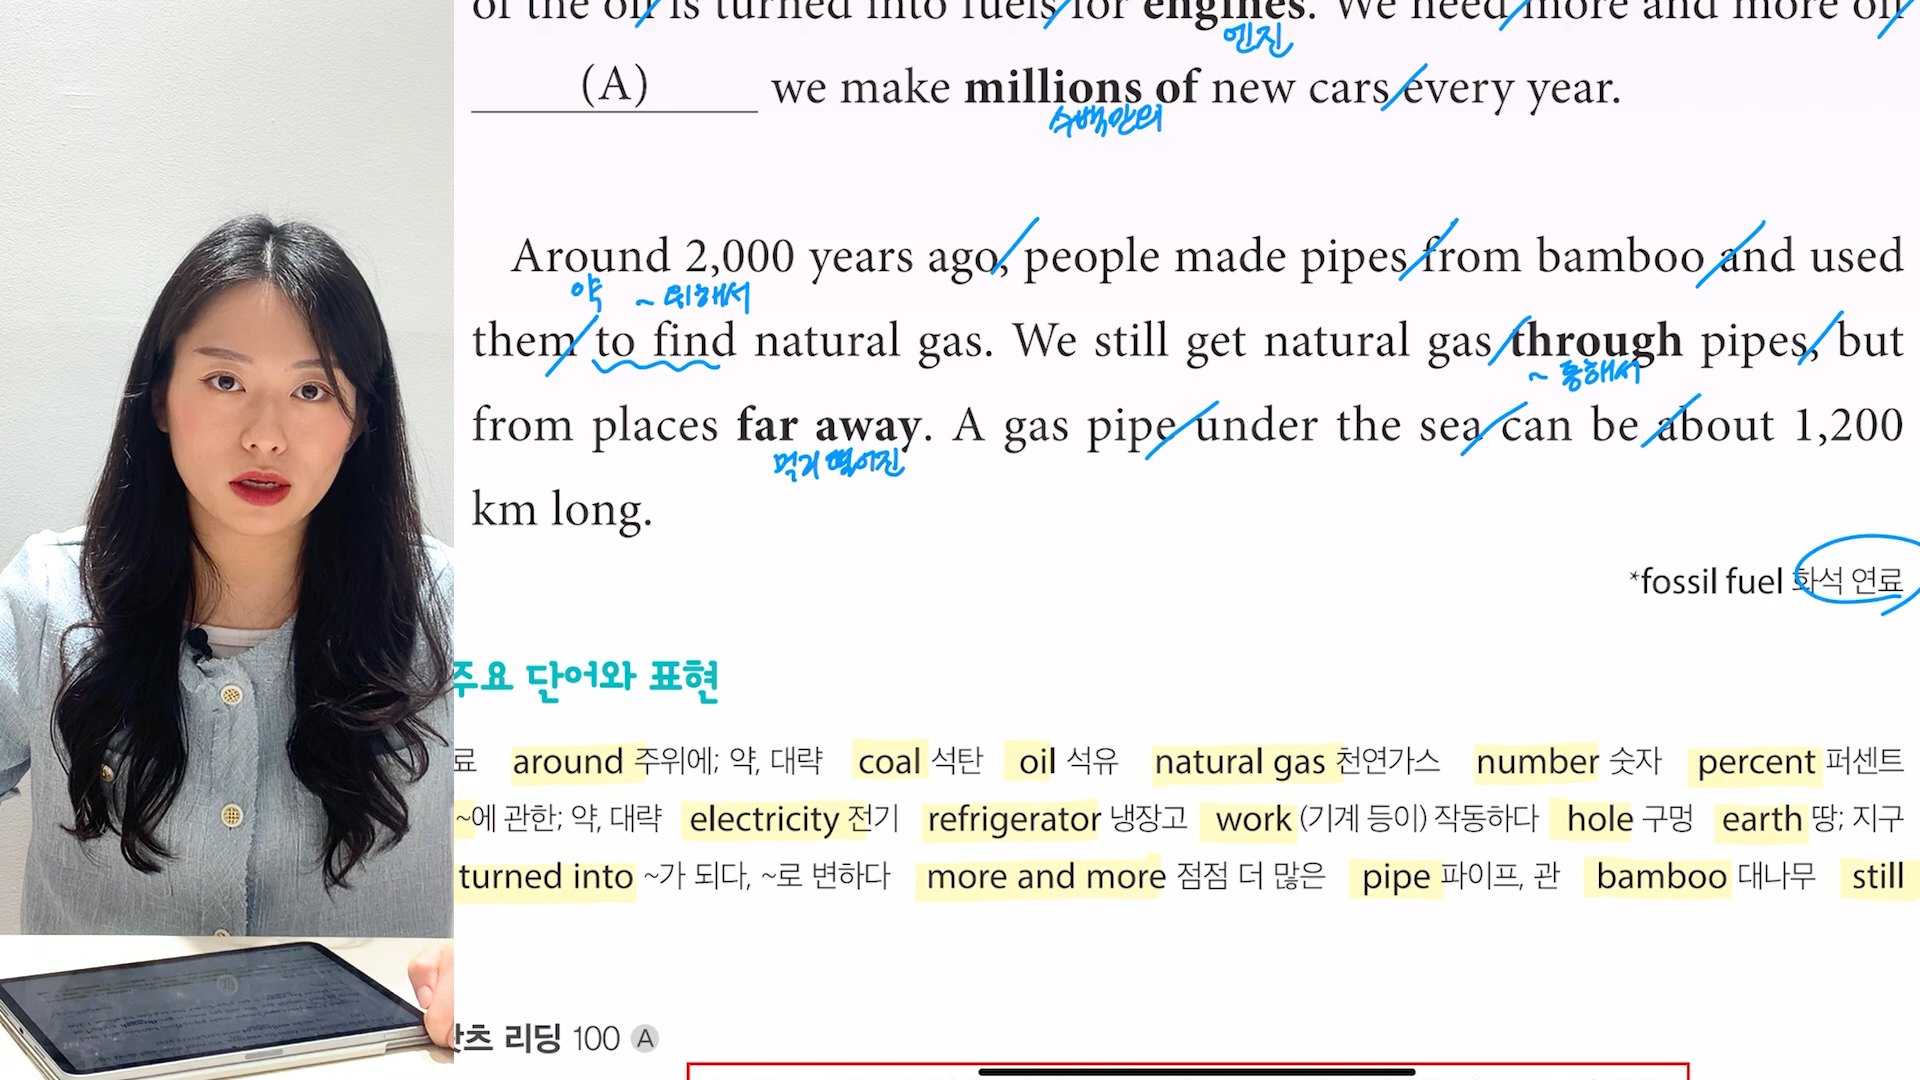 of the oil is turned into fuels for engines. We need more and more oil
엔진
(A) we make millions of new cars every year.
수백만의
Around 2,000 years ago, people made pipes from bamboo and used
약 ~ 위해서
them to find natural gas. We still get natural gas through pipes, but
~ 통해서
from places far away. A gas pipe under the sea can be about 1,200
멀리 떨어진
km long.
*fossil fuel 화석 연료
주요 단어와 표현
료 around 주위에; 약, 대략 coal 석탄 oil 석유 natural gas 천연가스 number 숫자 percent 퍼센트
~에 관한; 약, 대략 electricity 전기 refrigerator 냉장고 work (기계 등이) 작동하다 hole 구멍 earth 땅; 지구
turned into ~가 되다, ~로 변하다 more and more 점점 더 많은 pipe 파이프, 관 bamboo 대나무 still
리딩 100 A